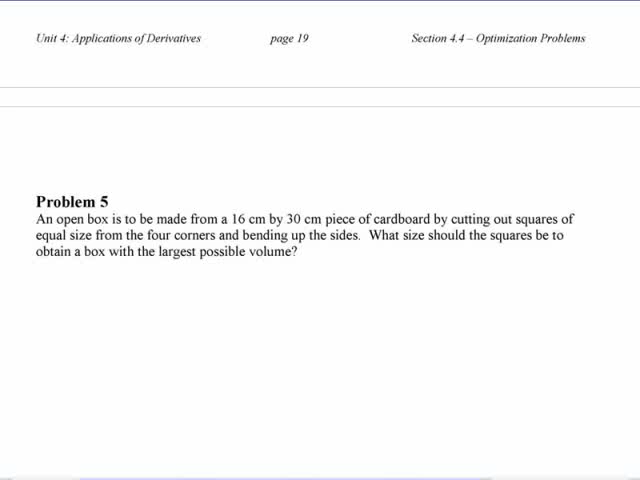 Unit 4: Applications of Derivatives page 19 Section 4.4 – Optimization Problems
Problem 5
An open box is to be made from a 16 cm by 30 cm piece of cardboard by cutting out squares of
equal size from the four corners and bending up the sides.  What size should the squares be to
obtain a box with the largest possible volume?